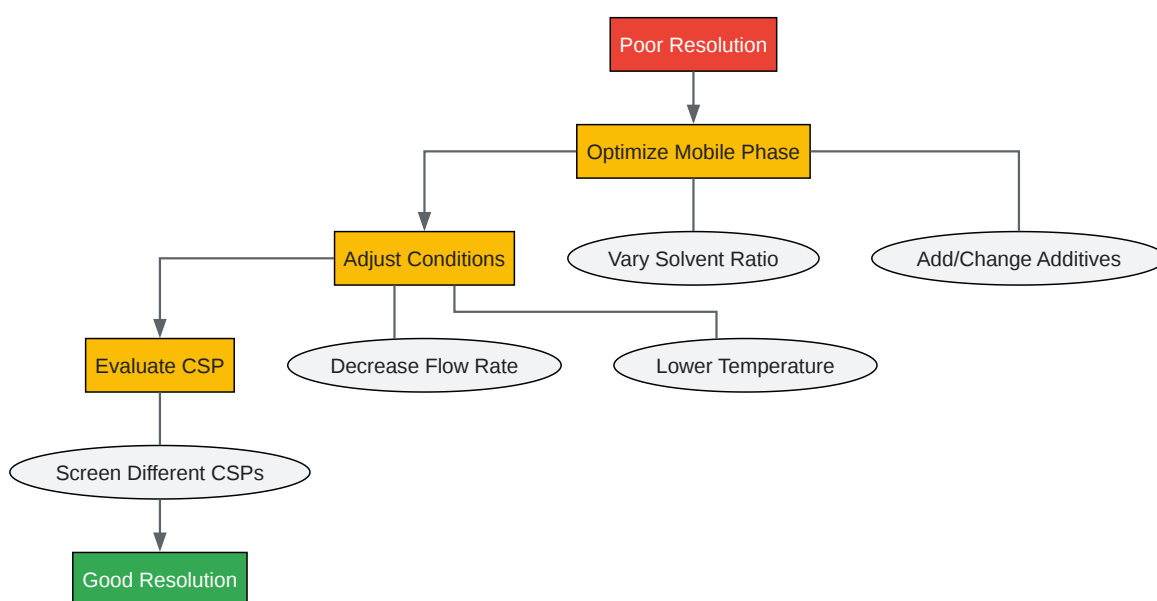 Poor Resolution
Optimize Mobile Phase
Adjust Conditions
Vary Solvent Ratio
Add/Change Additives
Evaluate CSP
Decrease Flow Rate
Lower Temperature
Screen Different CSPs
Good Resolution